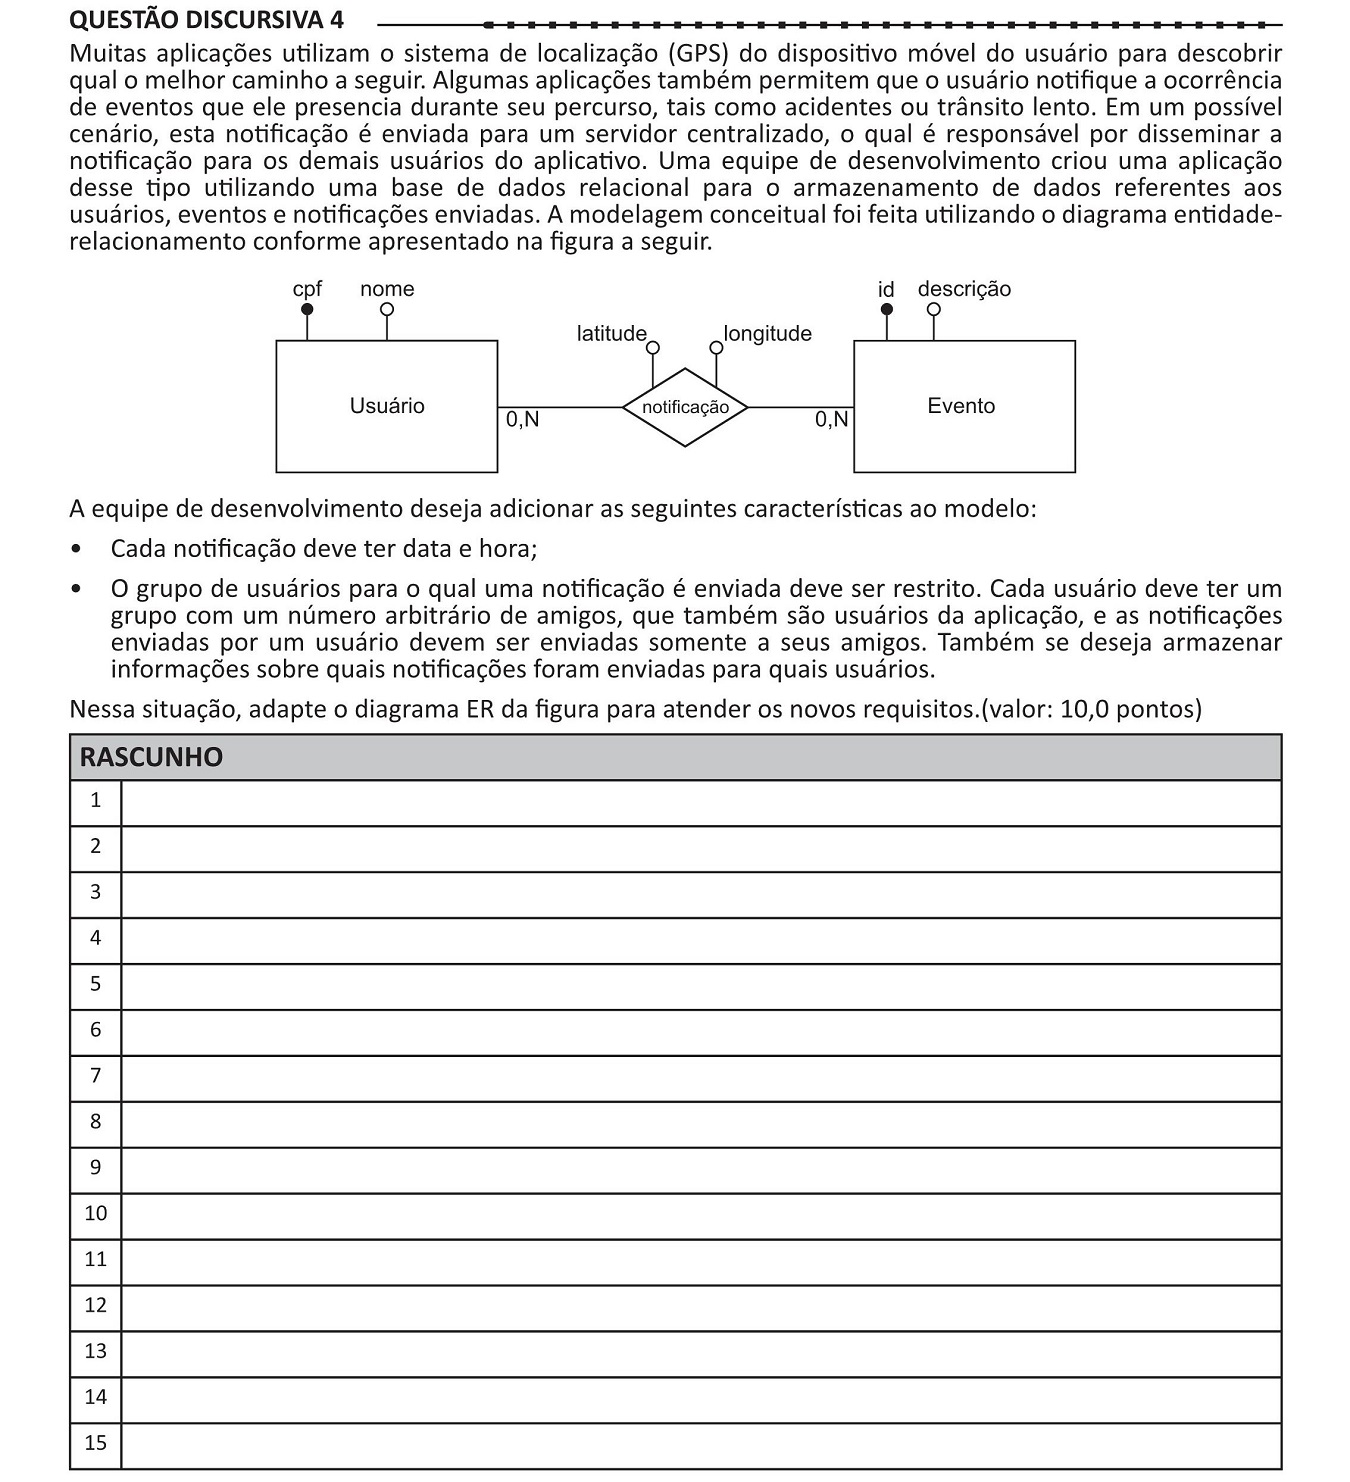 QUESTÃO DISCURSIVA 4
Muitas aplicações utilizam o sistema de localização (GPS) do dispositivo móvel do usuário para descobrir
qual o melhor caminho a seguir. Algumas aplicações também permitem que o usuário notifique a ocorrência
de eventos que ele presencia durante seu percurso, tais como acidentes ou trânsito lento. Em um possível
cenário, esta notificação é enviada para um servidor centralizado, o qual é responsável por disseminar a
notificação para os demais usuários do aplicativo. Uma equipe de desenvolvimento criou uma aplicação
desse tipo utilizando uma base de dados relacional para o armazenamento de dados referentes aos
usuários, eventos e notificações enviadas. A modelagem conceitual foi feita utilizando o diagrama entidade-
relacionamento conforme apresentado na figura a seguir.
cpf nome id descrição
latitude longitude
Usuário notificação Evento
0,N 0,N
A equipe de desenvolvimento deseja adicionar as seguintes características ao modelo:
• Cada notificação deve ter data e hora;
• O grupo de usuários para o qual uma notificação é enviada deve ser restrito. Cada usuário deve ter um
grupo com um número arbitrário de amigos, que também são usuários da aplicação, e as notificações
enviadas por um usuário devem ser enviadas somente a seus amigos. Também se deseja armazenar
informações sobre quais notificações foram enviadas para quais usuários.
Nessa situação, adapte o diagrama ER da figura para atender os novos requisitos.(valor: 10,0 pontos)
RASCUNHO
1
2
3
4
5
6
7
8
9
10
11
12
13
14
15